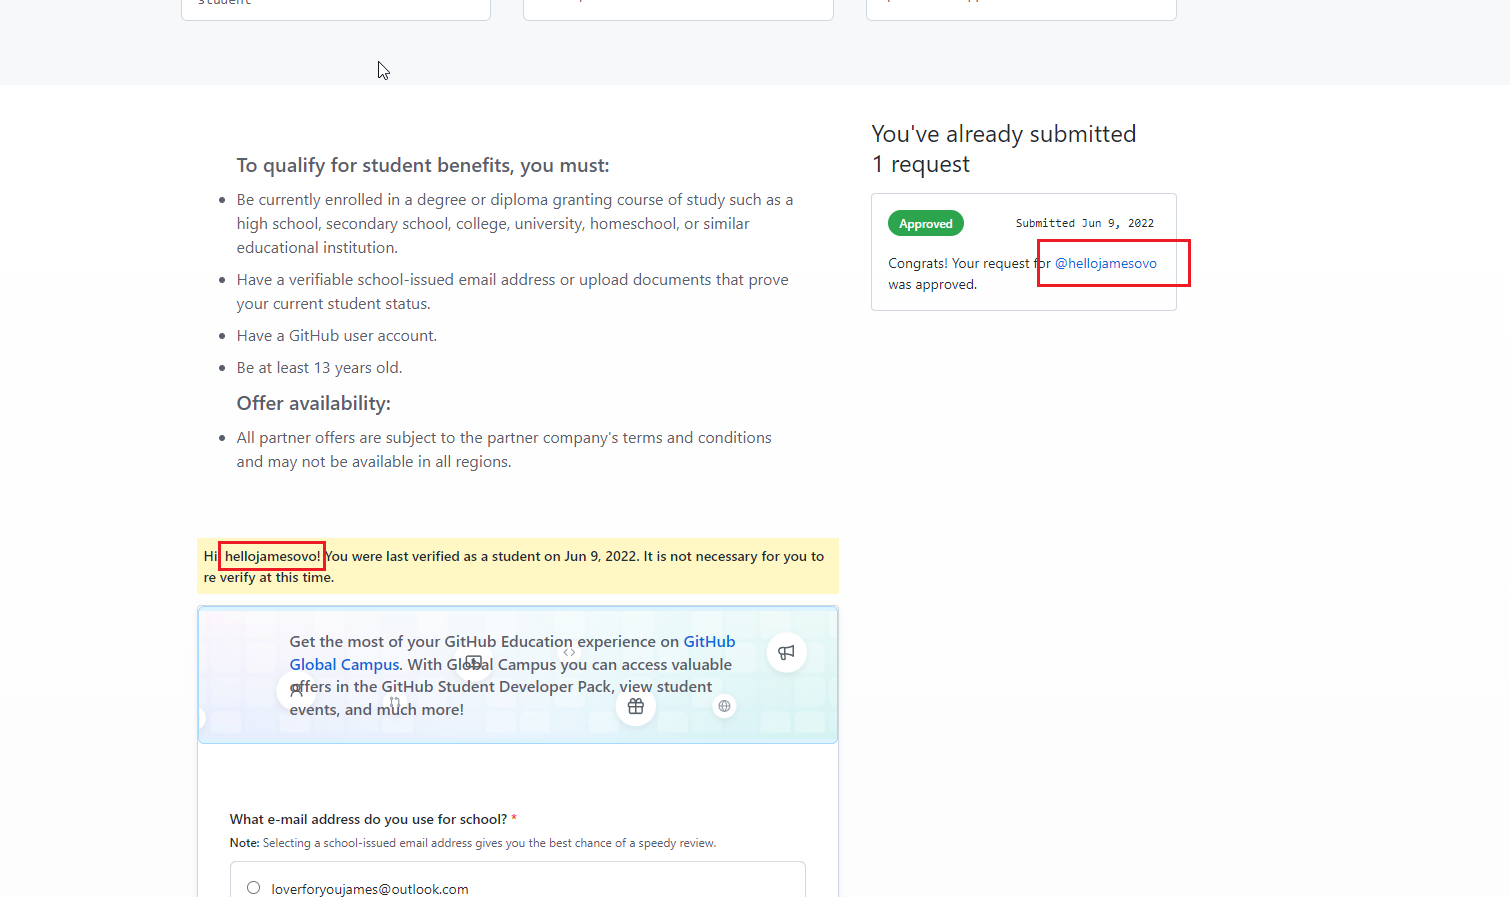 student
To qualify for student benefits, you must:
Be currently enrolled in a degree or diploma granting course of study such as a
high school, secondary school, college, university, homeschool, or similar
educational institution.
Have a verifiable school-issued email address or upload documents that prove
your current student status.
Have a GitHub user account.
Be at least 13 years old.
Offer availability:
All partner offers are subject to the partner company's terms and conditions
and may not be available in all regions.
You've already submitted
1 request
Approved
Submitted Jun 9, 2022
Congrats! Your request for @hellojamesovo
was approved.
Hi hellojamesovo! You were last verified as a student on Jun 9, 2022. It is not necessary for you to
re verify at this time.
Get the most of your GitHub Education experience on GitHub
Global Campus. With Global Campus you can access valuable
offers in the GitHub Student Developer Pack, view student
events, and much more!
What e-mail address do you use for school? *
Note: Selecting a school-issued email address gives you the best chance of a speedy review.
loverforyoujames@outlook.com